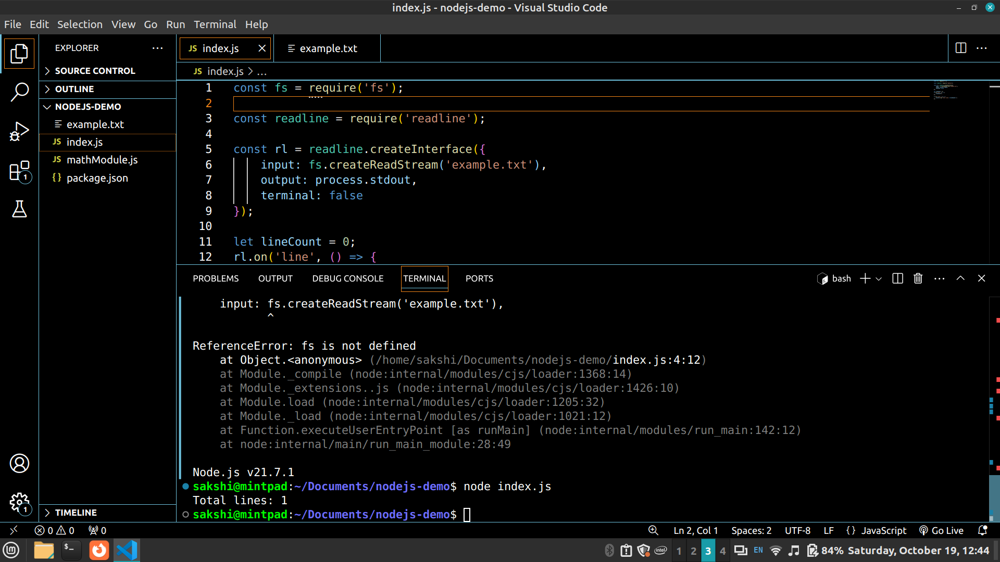 index.js - nodejs-demo - Visual Studio Code
File Edit Selection View Go Run Terminal Help
EXPLORER
SOURCE CONTROL
OUTLINE
NODEJS-DEMO
example.txt
JS index.js
JS mathModule.js
{} package.json
TIMELINE
1
1
JS index.js
example.txt
JS index.js > ...
1 const fs = require('fs');
2
3 const readline = require('readline');
4
5 const rl = readline.createInterface({
6 input: fs.createReadStream('example.txt'),
7 output: process.stdout,
8 terminal: false
9 });
10
11 let lineCount = 0;
12 rl.on('line', () => {
PROBLEMS OUTPUT DEBUG CONSOLE TERMINAL PORTS
bash
input: fs.createReadStream('example.txt'),
^
ReferenceError: fs is not defined
at Object.<anonymous> (/home/sakshi/Documents/nodejs-demo/index.js:4:12)
at Module._compile (node:internal/modules/cjs/loader:1368:14)
at Module._extensions..js (node:internal/modules/cjs/loader:1426:10)
at Module.load (node:internal/modules/cjs/loader:1205:32)
at Module._load (node:internal/modules/cjs/loader:1021:12)
at Function.executeUserEntryPoint [as runMain] (node:internal/modules/run_main:142:12)
at node:internal/main/run_main_module:28:49
Node.js v21.7.1
sakshi@mintpad:~/Documents/nodejs-demo$ node index.js
Total lines: 1
sakshi@mintpad:~/Documents/nodejs-demo$
0 0 0
Ln 2, Col 1 Spaces: 2 UTF-8 LF {} JavaScript Go Live
intel 1 2 3 4 EN 84% Saturday, October 19, 12:44